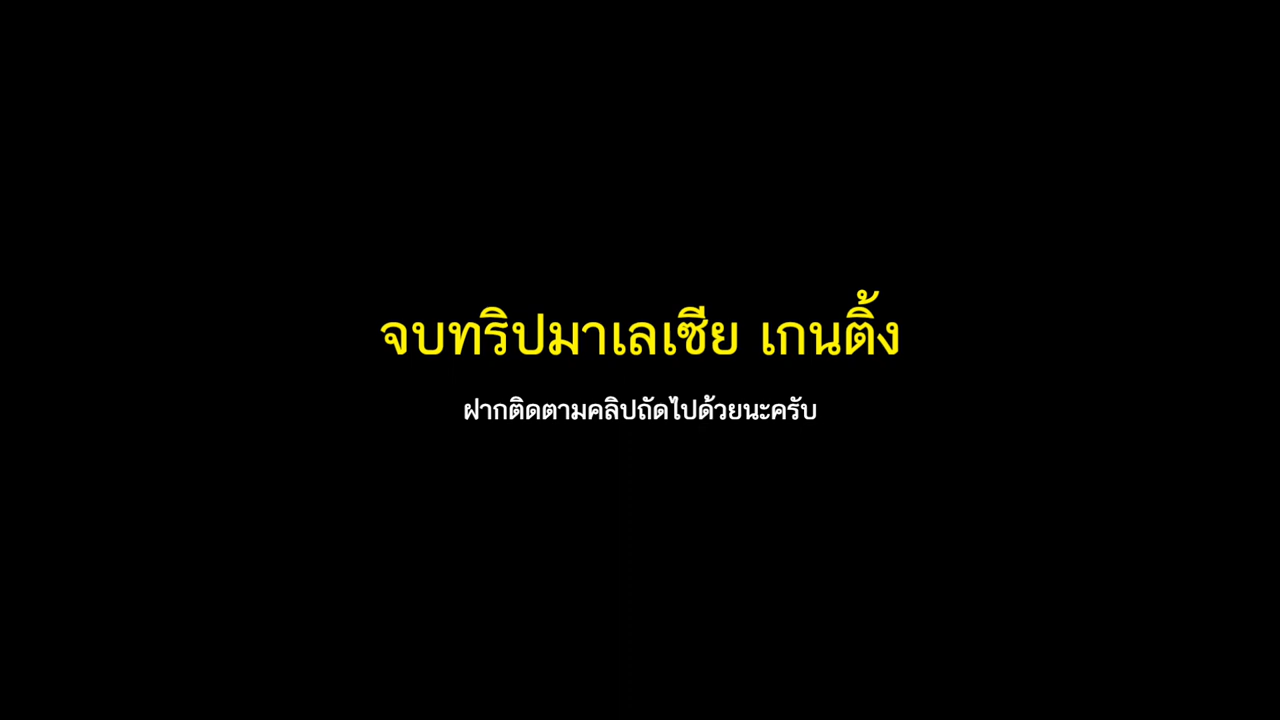 จบทริปมาเลเซีย เกนติ้ง
ฝากติดตามคลิปถัดไปด้วยนะครับ